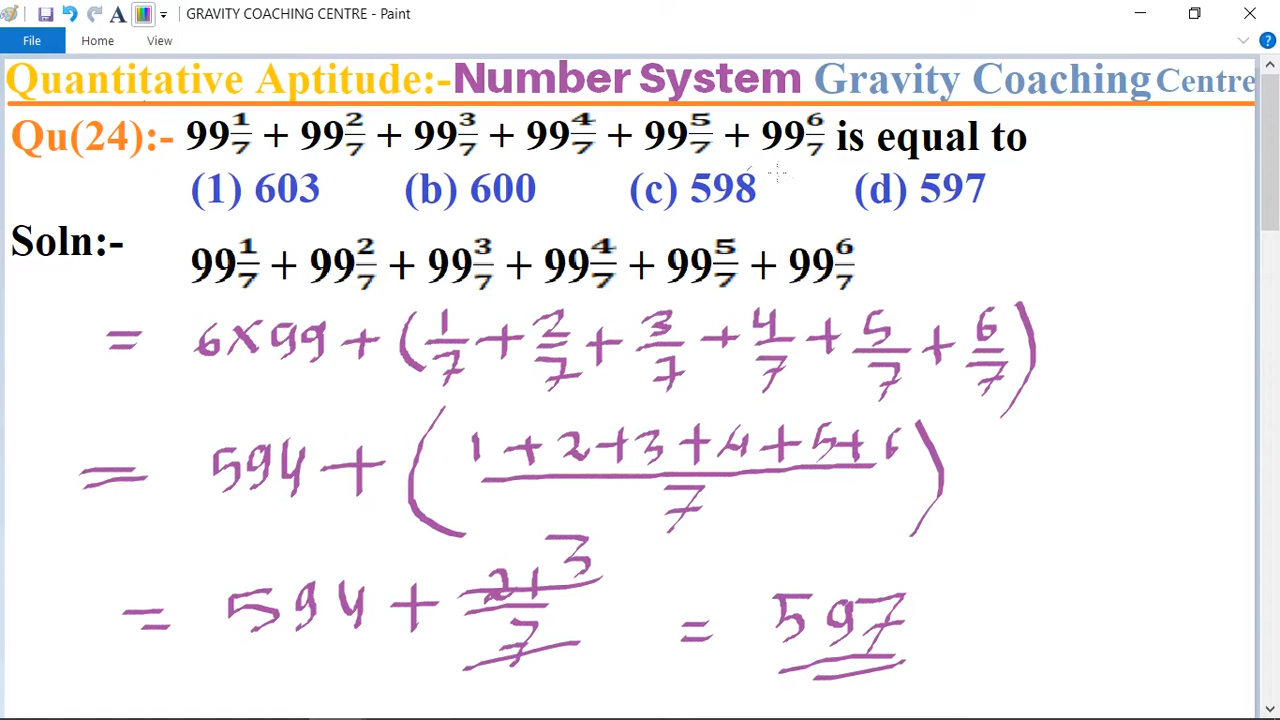 GRAVITY COACHING CENTRE - Paint
File Home View
Quantitative Aptitude:-Number System Gravity Coaching Centre
Qu(24):- 99 1/7 + 99 2/7 + 99 3/7 + 99 4/7 + 99 5/7 + 99 6/7 is equal to
(1) 603 (b) 600 (c) 598 (d) 597
Soln:- 99 1/7 + 99 2/7 + 99 3/7 + 99 4/7 + 99 5/7 + 99 6/7
= 6×99 + (1/7 + 2/7 + 3/7 + 4/7 + 5/7 + 6/7)
= 594 + ((1+2+3+4+5+6)/7)
= 594 + 21/7 3 = 597